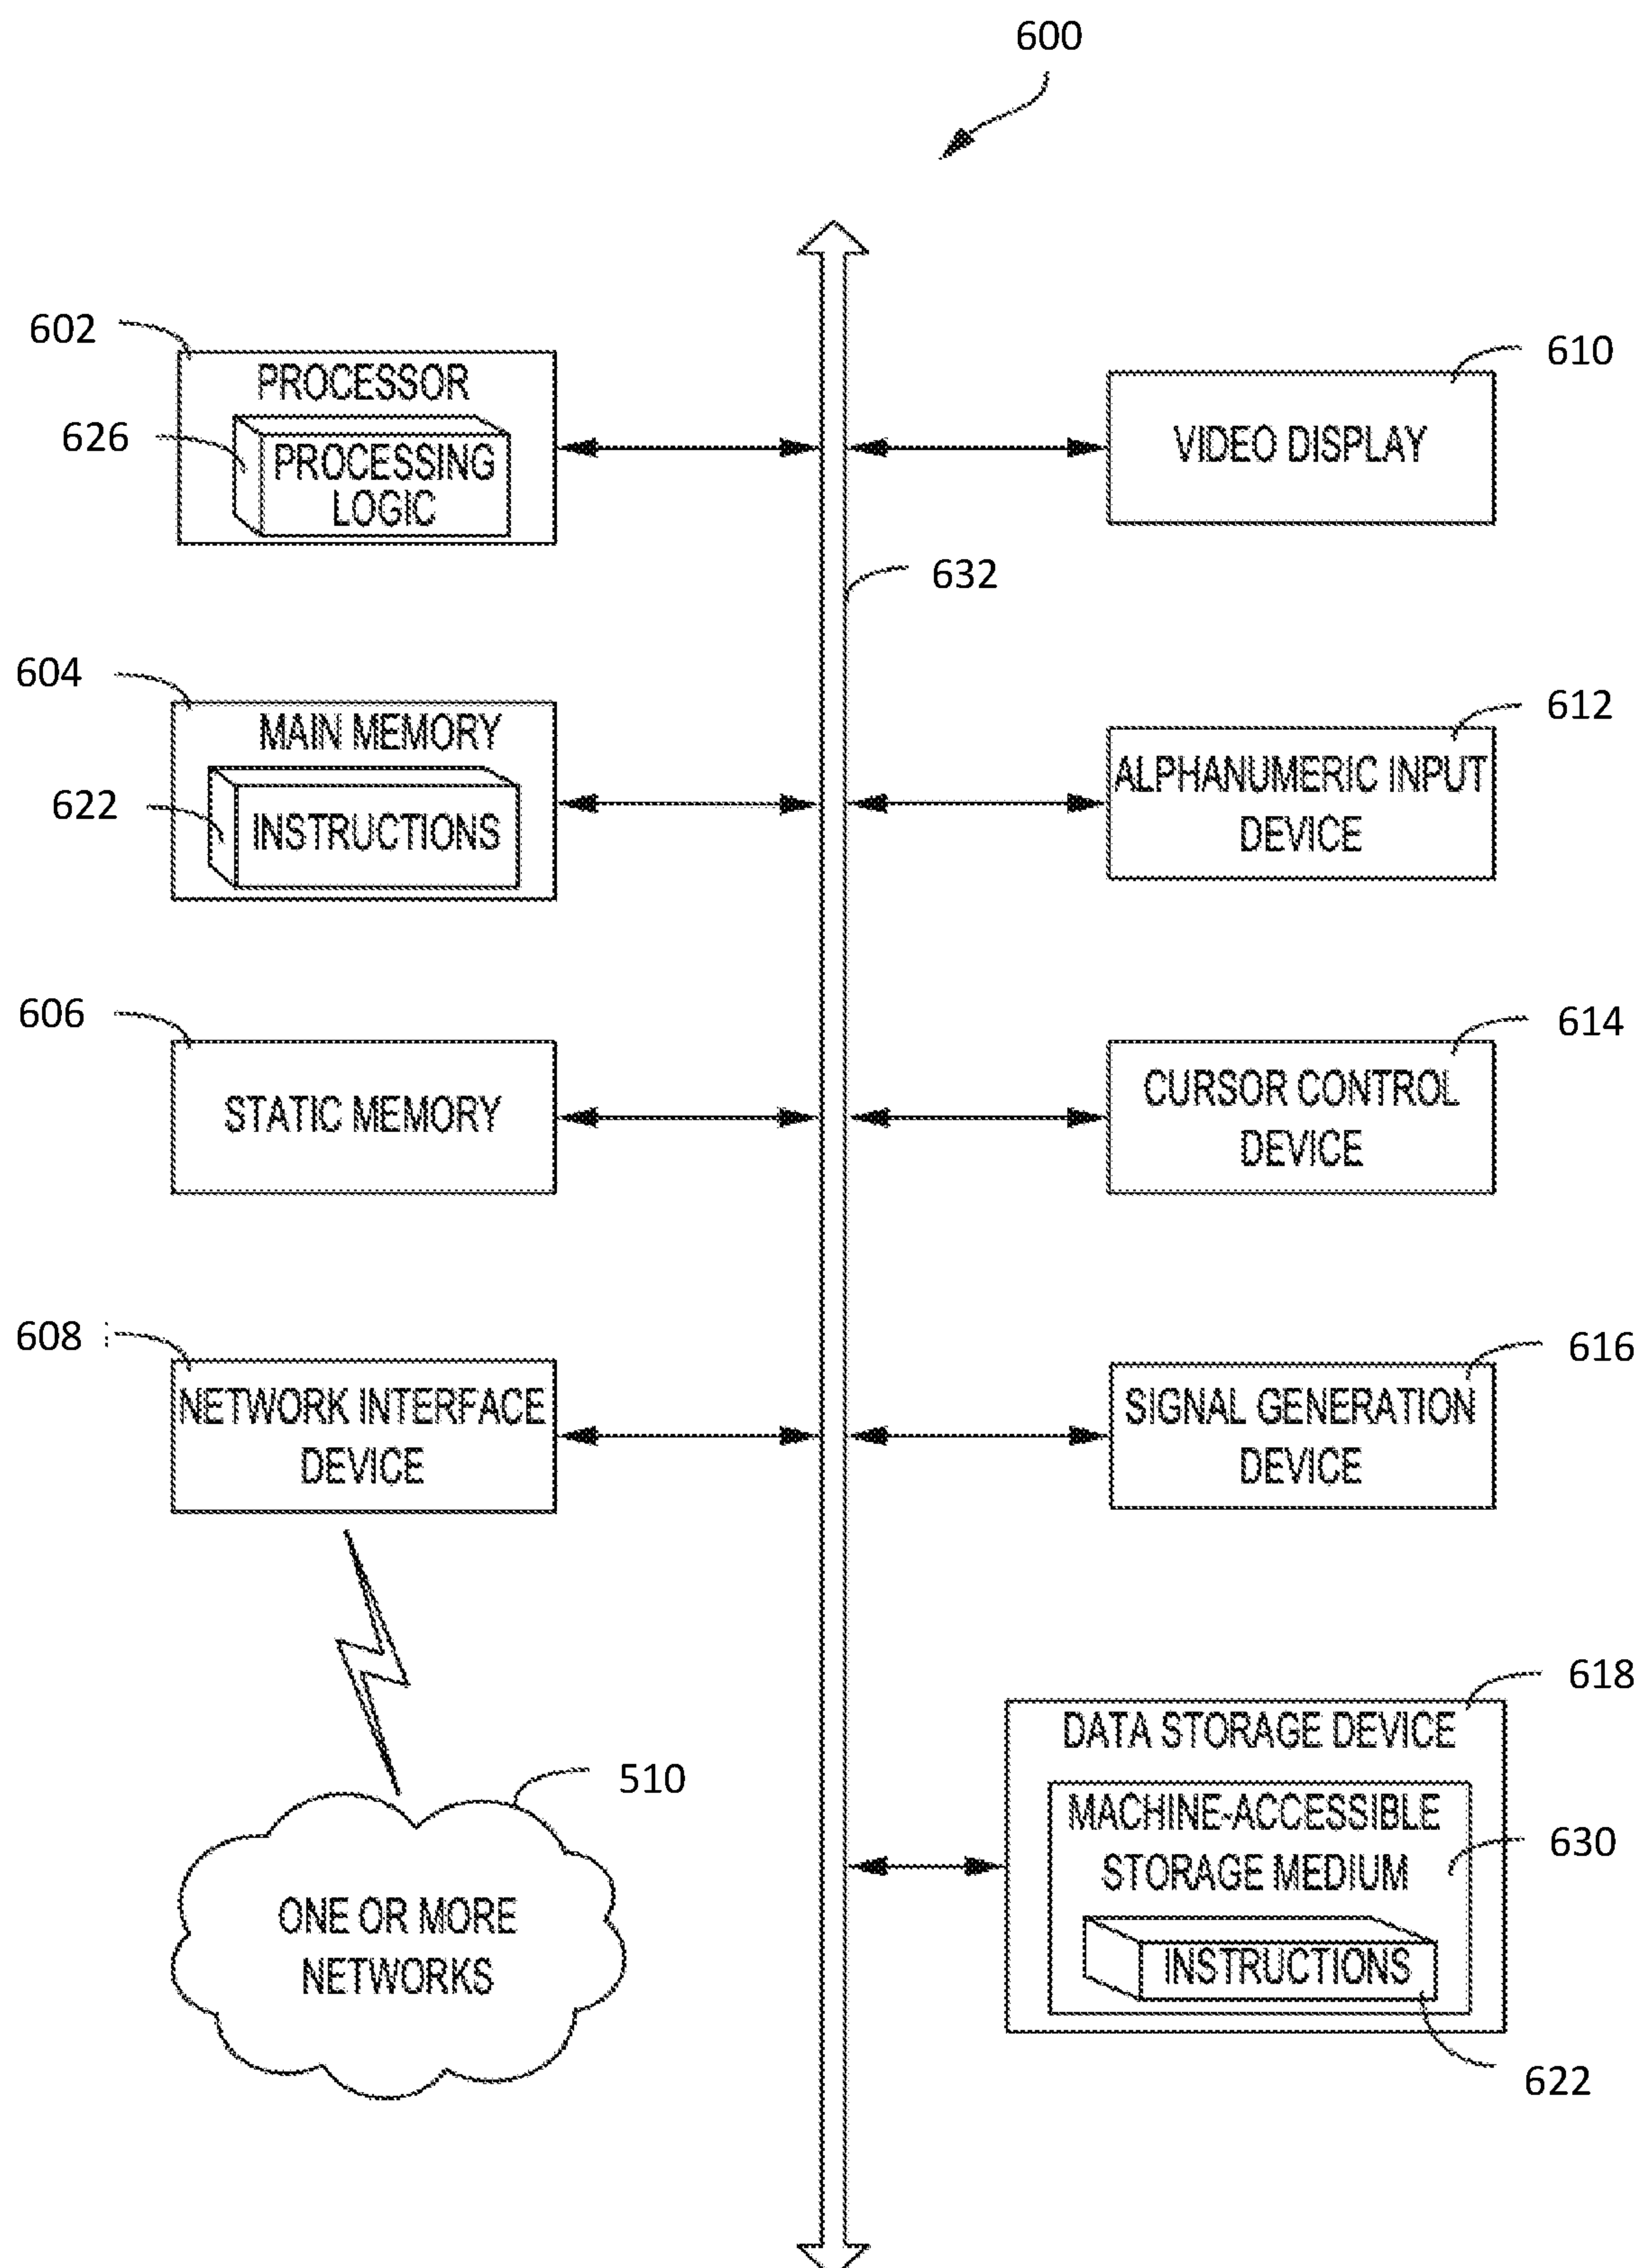 600
602
PROCESSOR
626
PROCESSING
LOGIC
610
VIDEO DISPLAY
632
604
MAIN MEMORY
622
INSTRUCTIONS
612
ALPHANUMERIC INPUT
DEVICE
606
STATIC MEMORY
614
CURSOR CONTROL
DEVICE
608
NETWORK INTERFACE
DEVICE
616
SIGNAL GENERATION
DEVICE
510
ONE OR MORE
NETWORKS
618
DATA STORAGE DEVICE
MACHINE-ACCESSIBLE
STORAGE MEDIUM
630
INSTRUCTIONS
622